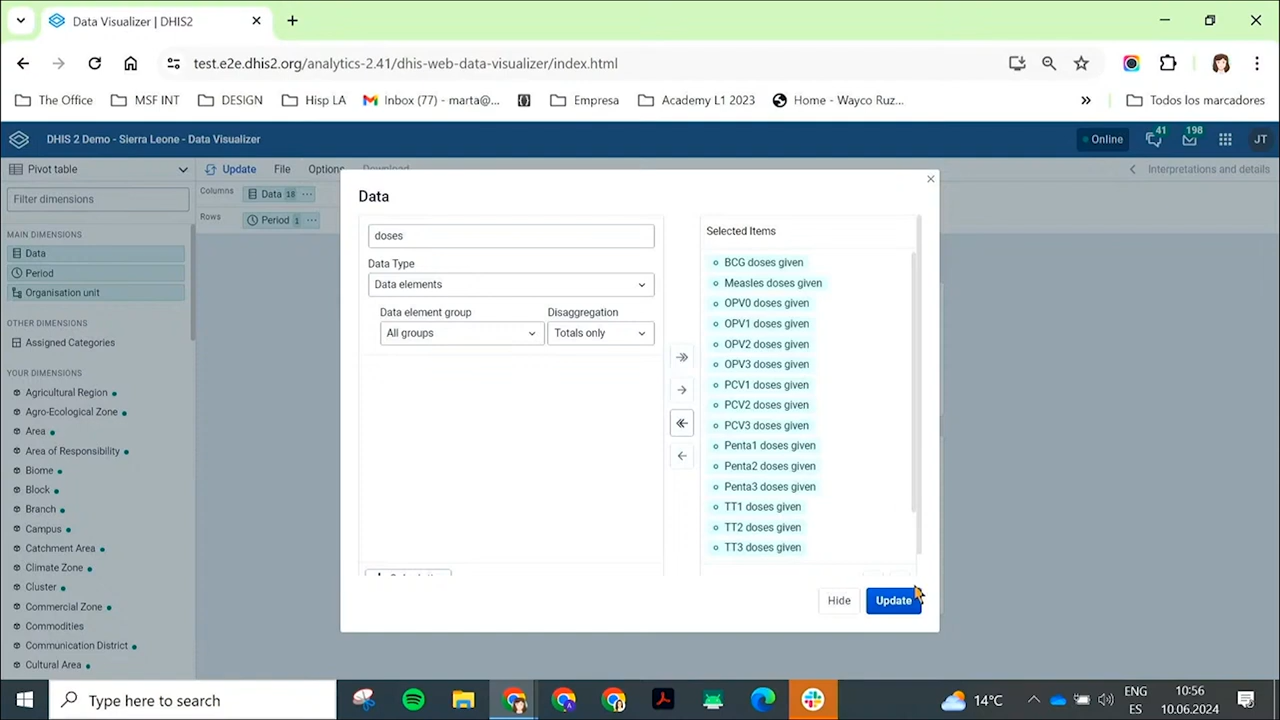 Data Visualizer | DHIS2
test.e2e.dhis2.org/analytics-2.41/dhis-web-data-visualizer/index.html
The Office
MSF INT
DESIGN
Hisp LA
Inbox (77) - marta@...
Empresa
Academy L1 2023
Home - Wayco Ruz...
»
Todos los marcadores
DHIS 2 Demo - Sierra Leone - Data Visualizer
Online
41
198
JT
Pivot table
Update
File
Options
Download
Interpretations and details
Filter dimensions
Columns
Data 18 ...
Rows
Period 1 ...
MAIN DIMENSIONS
Data
Period
Organisation unit
OTHER DIMENSIONS
Assigned Categories
YOUR DIMENSIONS
Agricultural Region
Agro-Ecological Zone
Area
Area of Responsibility
Biome
Block
Branch
Campus
Catchment Area
Climate Zone
Cluster
Commercial Zone
Commodities
Communication District
Cultural Area
Data
doses
Data Type
Data elements
Data element group
Disaggregation
All groups
Totals only
Selected Items
BCG doses given
Measles doses given
OPV0 doses given
OPV1 doses given
OPV2 doses given
OPV3 doses given
PCV1 doses given
PCV2 doses given
PCV3 doses given
Penta1 doses given
Penta2 doses given
Penta3 doses given
TT1 doses given
TT2 doses given
TT3 doses given
Hide
Update
Type here to search
14°C
ENG
ES
10:56
10.06.2024